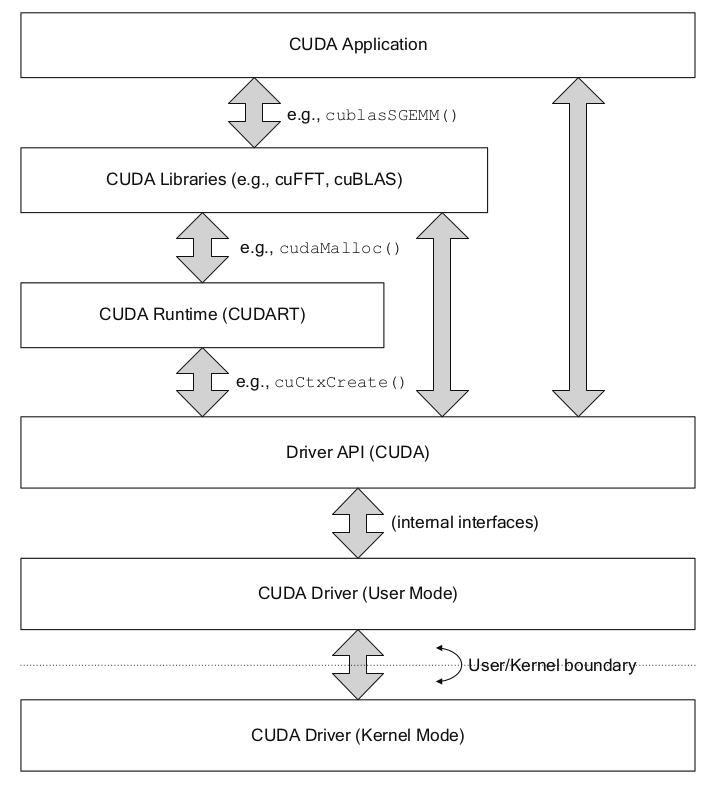 CUDA Application
e.g., cublasSGEMM()
CUDA Libraries (e.g., cuFFT, cuBLAS)
e.g., cudaMalloc()
CUDA Runtime (CUDART)
e.g., cuCtxCreate()
Driver API (CUDA)
(internal interfaces)
CUDA Driver (User Mode)
User/Kernel boundary
CUDA Driver (Kernel Mode)